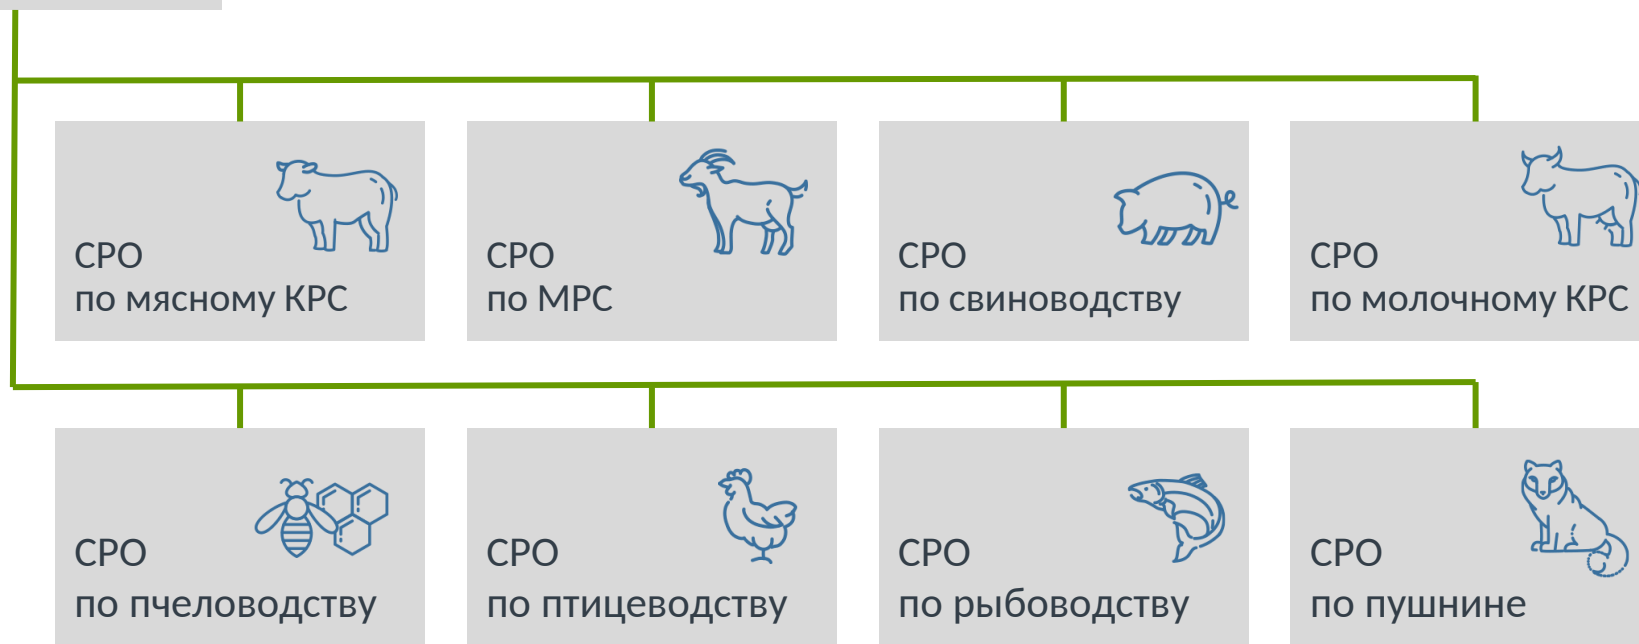 СРО
по мясному КРС
СРО
по МРС
СРО
по свиноводству
СРО
по молочному КРС
СРО
по пчеловодству
СРО
по птицеводству
СРО
по рыбоводству
СРО
по пушнине